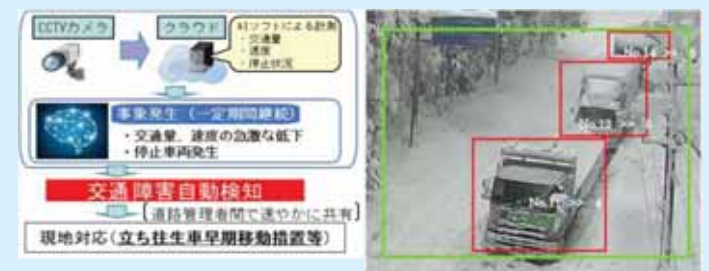 CCTVカメラ
クラウド
AIソフトによる計測
・交通量
・速度
・停止状況
事象発生（一定期間継続）
・交通量、速度の急激な低下
・停止車両発生
交通障害自動検知
［道路管理者間で速やかに共有］
現地対応(立ち往生車早期移動措置等)
No.14
No.13